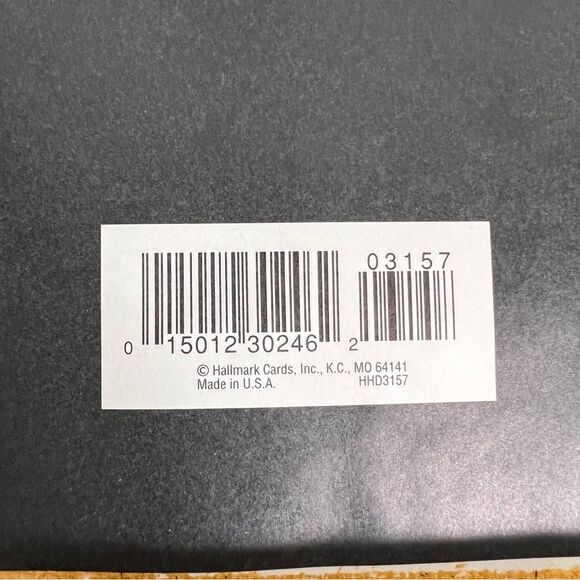 03157
0 15012 30246 2
© Hallmark Cards, Inc., K.C., MO 64141
Made in U.S.A. HHD3157